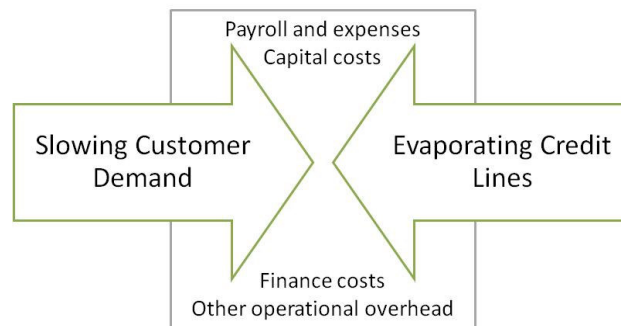 Payroll and expenses
Capital costs
Slowing Customer
Demand
Evaporating Credit
Lines
Finance costs
Other operational overhead